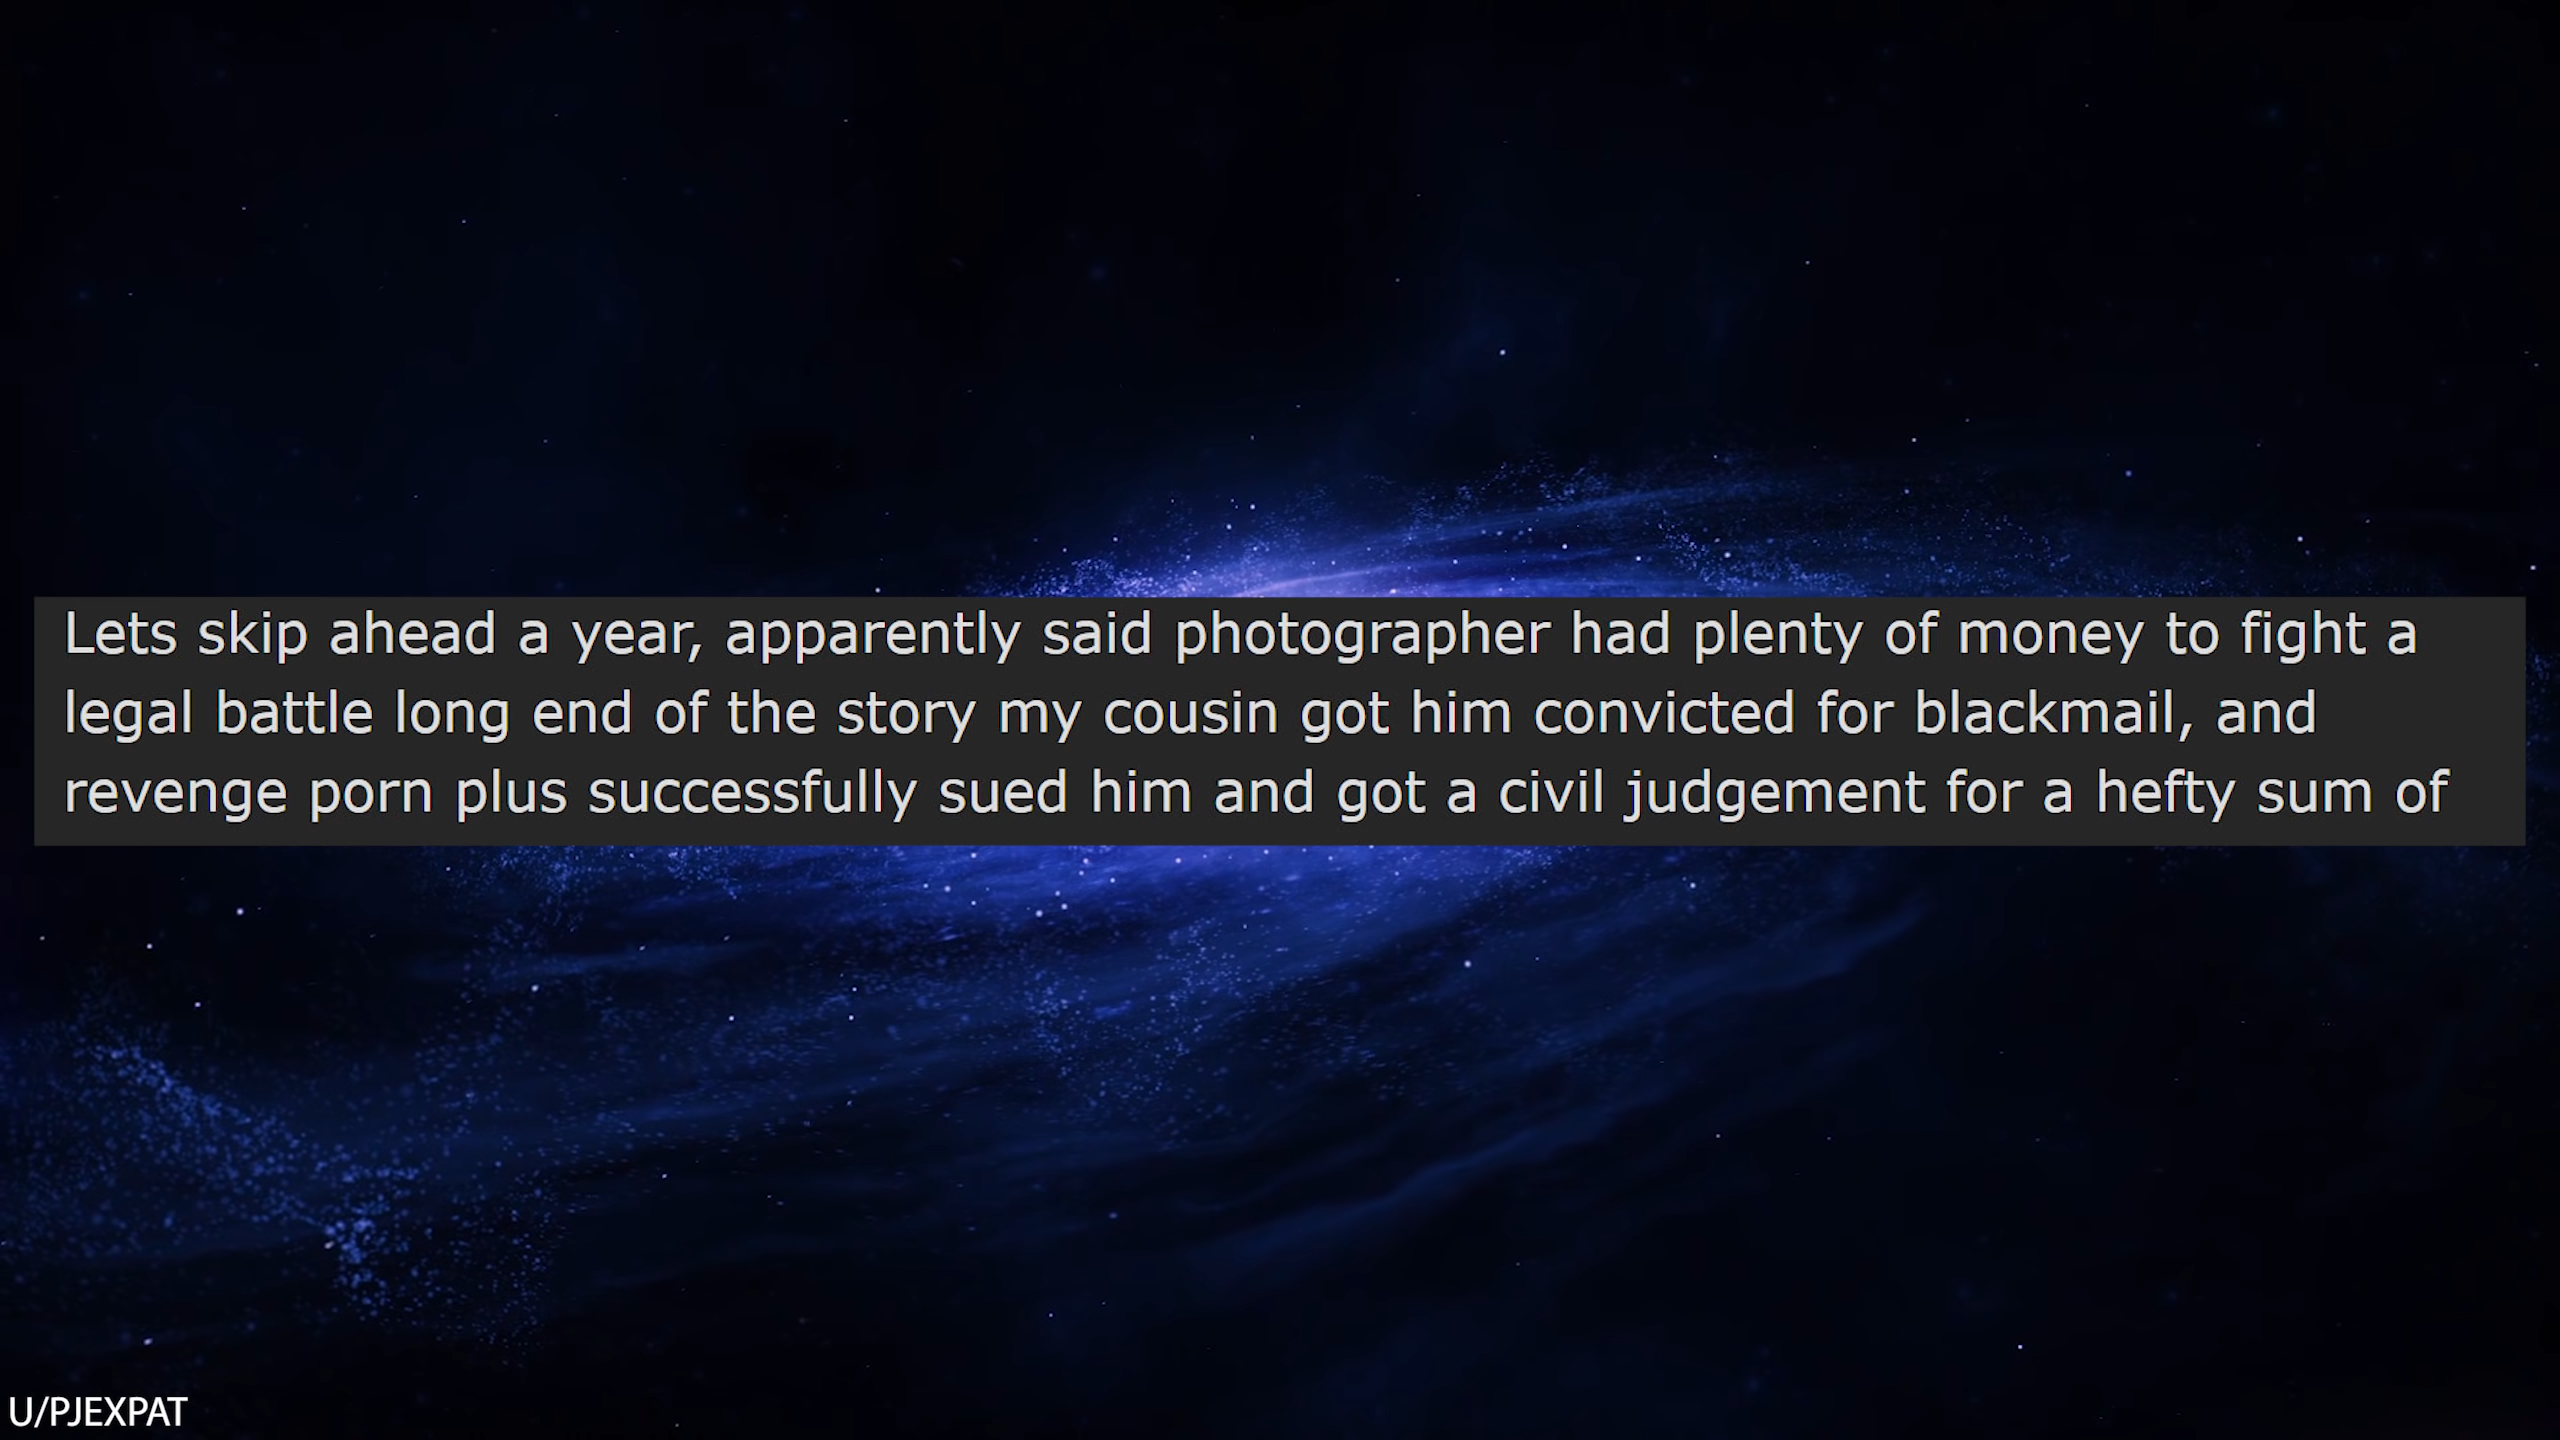 Lets skip ahead a year, apparently said photographer had plenty of money to fight a
legal battle long end of the story my cousin got him convicted for blackmail, and
revenge porn plus successfully sued him and got a civil judgement for a hefty sum of
U/PJEXPAT